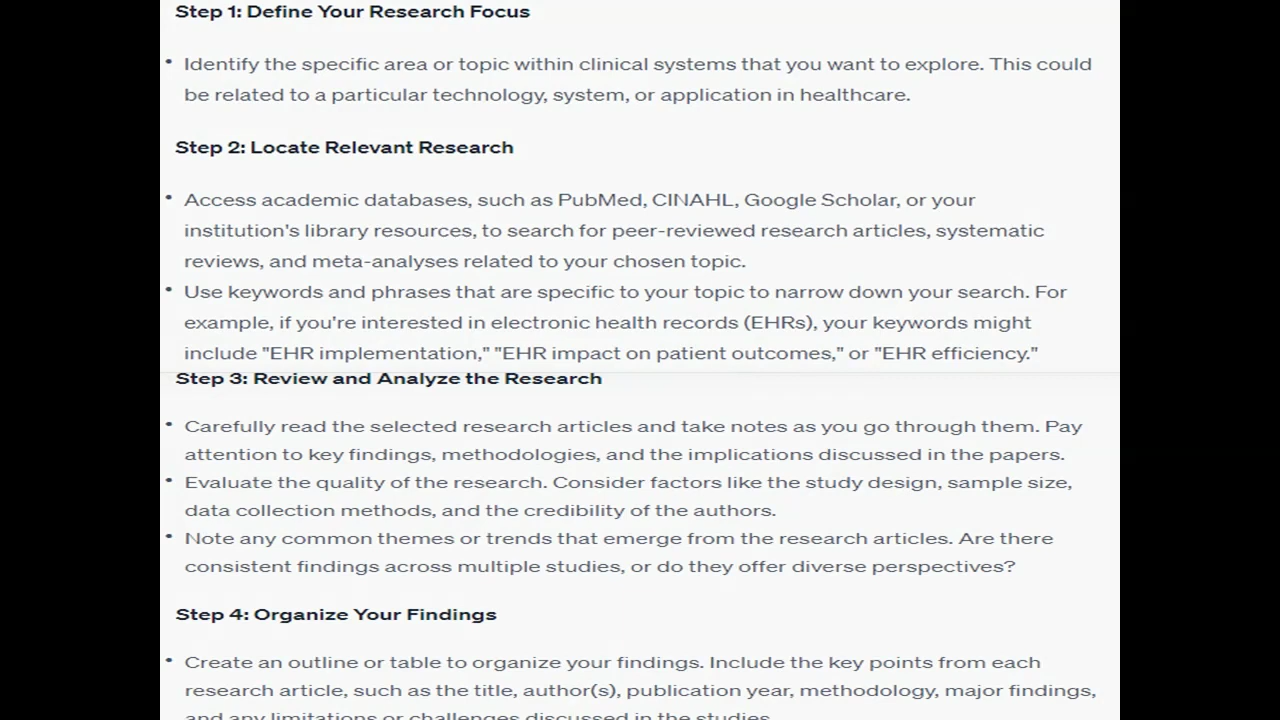 Step 1: Define Your Research Focus
• Identify the specific area or topic within clinical systems that you want to explore. This could
be related to a particular technology, system, or application in healthcare.
Step 2: Locate Relevant Research
• Access academic databases, such as PubMed, CINAHL, Google Scholar, or your
institution's library resources, to search for peer-reviewed research articles, systematic
reviews, and meta-analyses related to your chosen topic.
• Use keywords and phrases that are specific to your topic to narrow down your search. For
example, if you're interested in electronic health records (EHRs), your keywords might
include "EHR implementation," "EHR impact on patient outcomes," or "EHR efficiency."
Step 3: Review and Analyze the Research
• Carefully read the selected research articles and take notes as you go through them. Pay
attention to key findings, methodologies, and the implications discussed in the papers.
• Evaluate the quality of the research. Consider factors like the study design, sample size,
data collection methods, and the credibility of the authors.
• Note any common themes or trends that emerge from the research articles. Are there
consistent findings across multiple studies, or do they offer diverse perspectives?
Step 4: Organize Your Findings
• Create an outline or table to organize your findings. Include the key points from each
research article, such as the title, author(s), publication year, methodology, major findings,
and any limitations or challenges discussed in the studies.